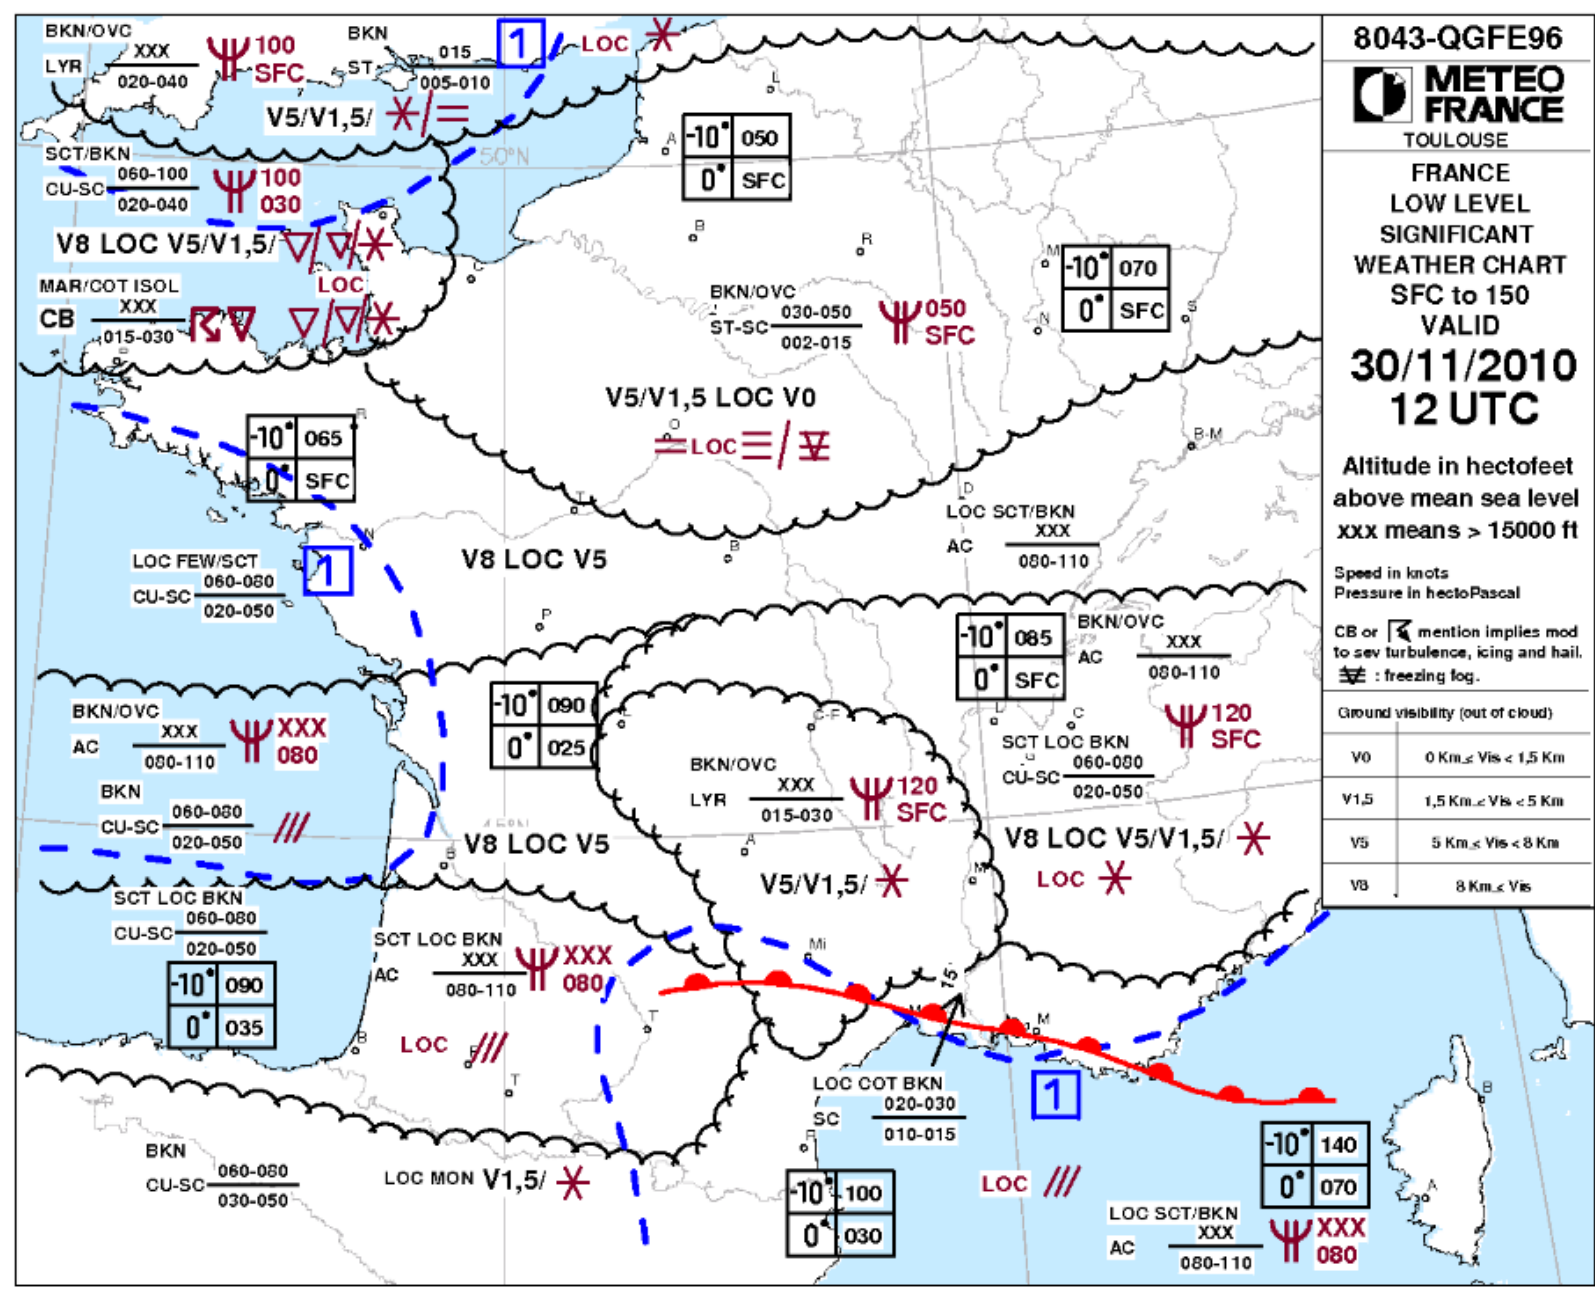 BKN/OVC
XXX
LYR
020-040
100
SFC
BKN
015
ST
005-010
1
LOC
V5/V1,5/
50°N
SCT/BKN
060-100
CU-SC
020-040
100
030
V8 LOC V5/V1,5/
MAR/COT ISOL
XXX
CB
015-030
LOC
L
A
-10° 050
0° SFC
B
R
C
M
-10° 070
0° SFC
N
S
BKN/OVC
030-050
ST-SC
002-015
050
SFC
V5/V1,5 LOC V0
O
LOC
R
-10° 065
0° SFC
B-M
T
D
LOC SCT/BKN
XXX
AC
080-110
N
1
B
V8 LOC V5
LOC FEW/SCT
060-080
CU-SC
020-050
P
-10° 085
0° SFC
BKN/OVC
XXX
AC
080-110
120
SFC
BKN/OVC
XXX
AC
080-110
XXX
080
-10° 090
0° 025
L
C-F
L
C
SCT LOC BKN
060-080
CU-SC
020-050
BKN
060-080
CU-SC
020-050
BKN/OVC
XXX
LYR
015-030
120
SFC
V8 LOC V5
B
A
V5/V1,5/
M
V8 LOC V5/V1,5/
LOC
SCT LOC BKN
060-080
CU-SC
020-050
-10° 090
0° 035
SCT LOC BKN
XXX
AC
080-110
XXX
080
Mi
15
N
M
M
B
LOC
P
T
T
LOC COT BKN
020-030
SC
010-015
1
P
BKN
060-080
CU-SC
030-050
LOC MON V1,5/
-10° 100
0° 030
LOC
-10° 140
0° 070
LOC SCT/BKN
XXX
AC
080-110
XXX
080
B
A
8043-QGFE96
METEO
FRANCE
TOULOUSE
FRANCE
LOW LEVEL
SIGNIFICANT
WEATHER CHART
SFC to 150
VALID
30/11/2010
12 UTC
Altitude in hectofeet
above mean sea level
xxx means > 15000 ft
Speed in knots
Pressure in hectoPascal
CB or mention implies mod
to sev turbulence, icing and hail.
: freezing fog.
Ground visibility (out of cloud)
V0 0 Km ≤ Vis < 1,5 Km
V1,5 1,5 Km ≤ Vis < 5 Km
V5 5 Km ≤ Vis < 8 Km
V8 8 Km ≤ Vis